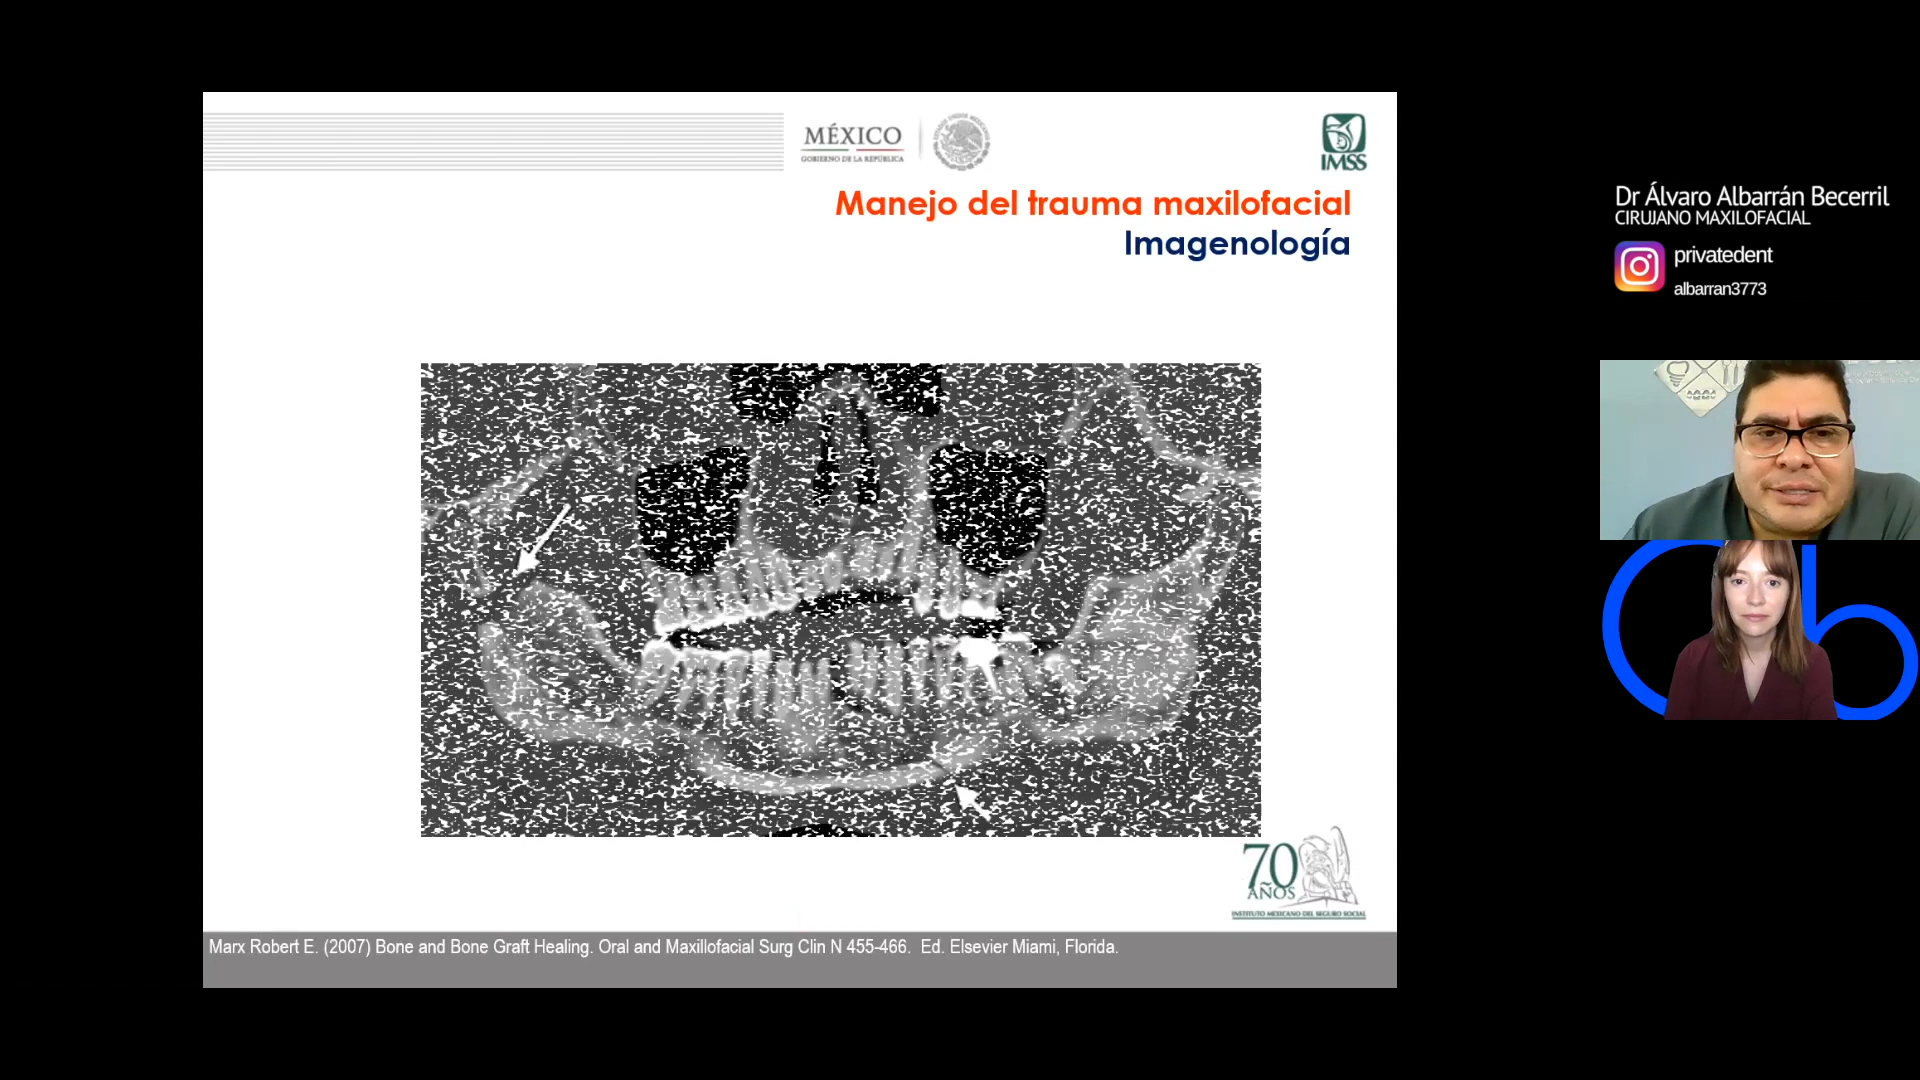 MÉXICO
GOBIERNO DE LA REPÚBLICA
IMSS
Manejo del trauma maxilofacial
Imagenología
70
AÑOS
INSTITUTO MEXICANO DEL SEGURO SOCIAL
Marx Robert E. (2007) Bone and Bone Graft Healing. Oral and Maxillofacial Surg Clin N 455-466. Ed. Elsevier Miami, Florida.
Dr Álvaro Albarrán Becerril
CIRUJANO MAXILOFACIAL
privatedent
albarran3773